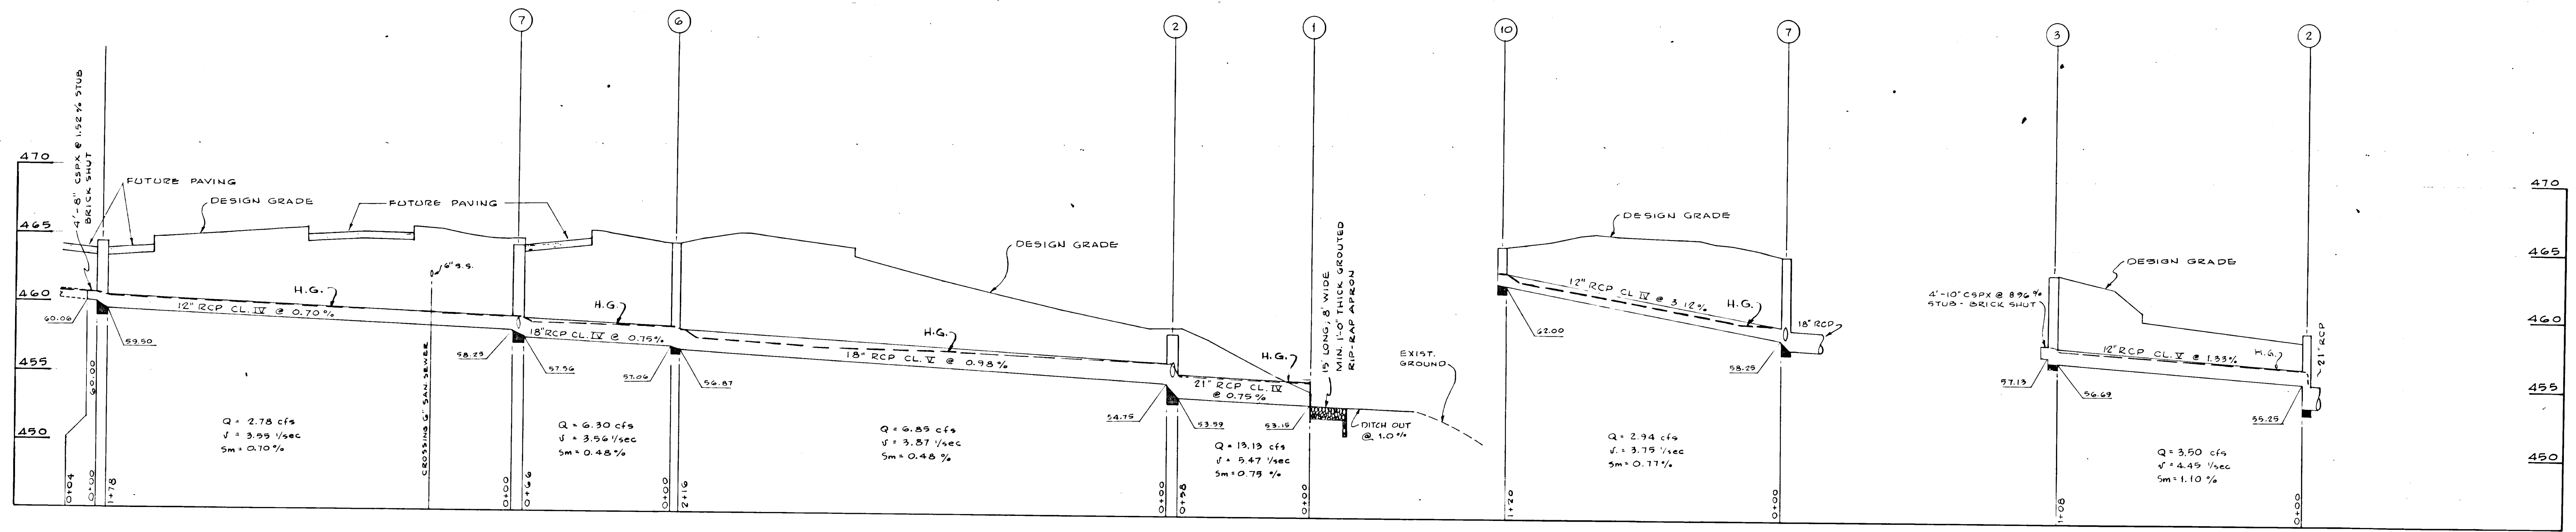 7
6
2
1
10
7
3
2
4'-8" CSPX @ 1.52 % STUB
BRICK SHUT
470
465
460
455
450
FUTURE PAVING
DESIGN GRADE
FUTURE PAVING
6" S.S.
H.G.
12" RCP CL. IV @ 0.70 %
60.06
60.00
59.50
58.25
CROSSING 6" SAN. SEWER
Q = 2.78 cfs
V = 3.55 '/sec
Sm = 0.70 %
0+04
0+00
1+78
H.G.
18" RCP CL. IV @ 0.75%
57.56
57.06
Q = 6.30 cfs
V = 3.56 '/sec
Sm = 0.48 %
0+00
0+66
DESIGN GRADE
H.G.
18" RCP CL. V @ 0.98 %
56.87
54.75
Q = 6.85 cfs
V = 3.87 '/sec
Sm = 0.48 %
0+00
2+16
H.G.
21" RCP CL. IV
@ 0.75 %
53.59
53.15
Q = 13.13 cfs
V = 5.47 '/sec
Sm = 0.75 %
0+00
0+98
0+00
15' LONG, 8' WIDE
MIN. 1'-0" THICK GROUTED
RIP-RAP APRON
EXIST.
GROUND
DITCH OUT
@ 1.0 %
DESIGN GRADE
12" RCP CL IV @ 3.12 %
H.G.
18" RCP
62.00
58.25
Q = 2.94 cfs
V. = 3.75 '/sec
Sm = 0.77 %
1+20
0+00
DESIGN GRADE
4'-10" CSPX @ 8.96 %
STUB - BRICK SHUT
12" RCP CL. V @ 1.33%
H.G.
21" RCP
57.13
56.69
55.25
Q = 3.50 cfs
V = 4.45 '/sec
Sm = 1.10 %
1+08
0+00
470
465
460
455
450